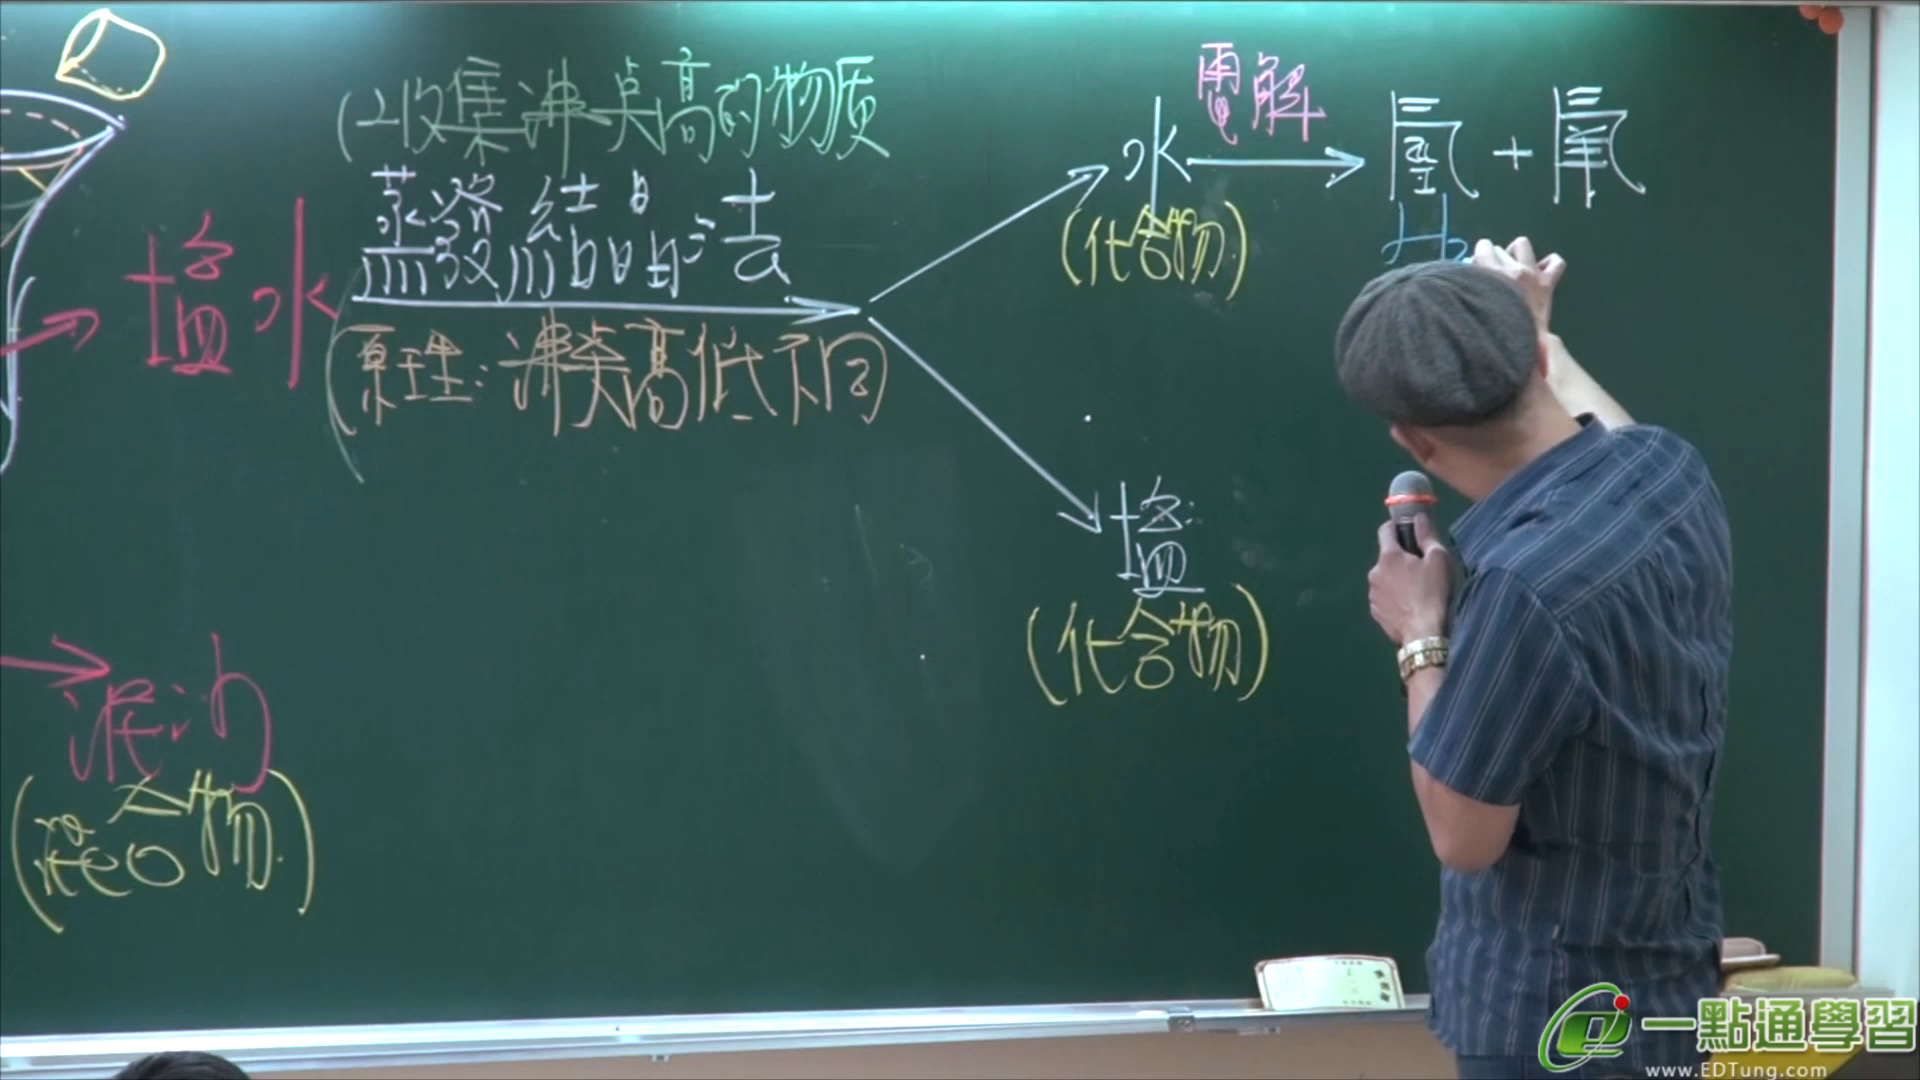 (2)收集沸點高的物质
蒸發結晶法
(原理:沸點高低不同)
鹽水
電解
水 → 氫 + 氧
(化合物)
鹽
(化合物)
泥沙
(混合物)
一點通學習
www.EDTung.com